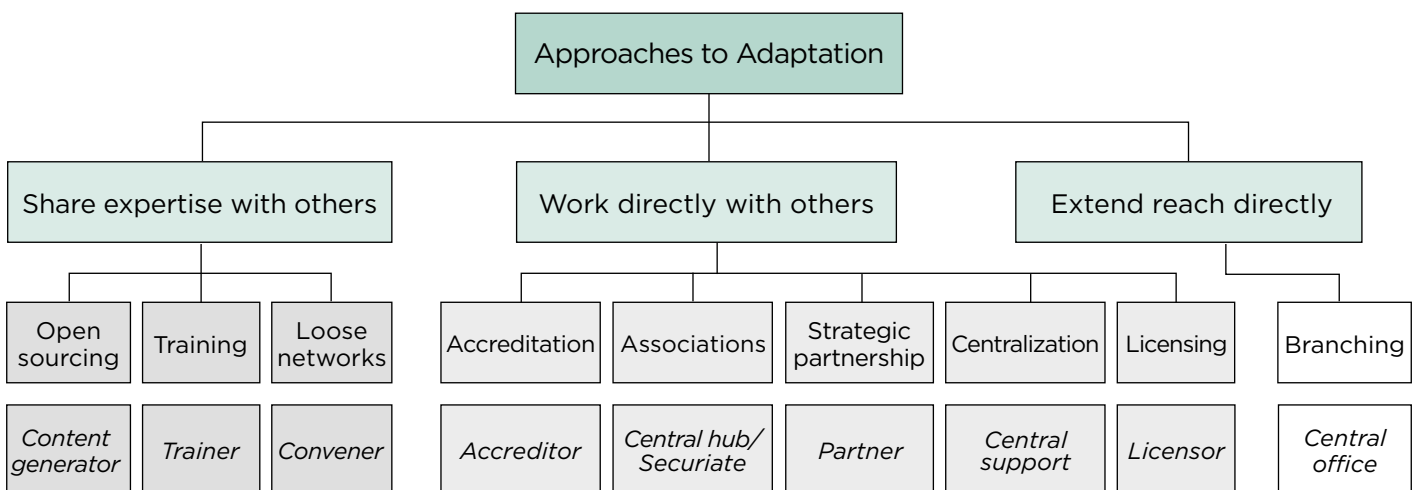 Approaches to Adaptation
Share expertise with others
Work directly with others
Extend reach directly
Open
sourcing
Training
Loose
networks
Accreditation
Associations
Strategic
partnership
Centralization
Licensing
Branching
Content
generator
Trainer
Convener
Accreditor
Central hub/
Securiate
Partner
Central
support
Licensor
Central
office